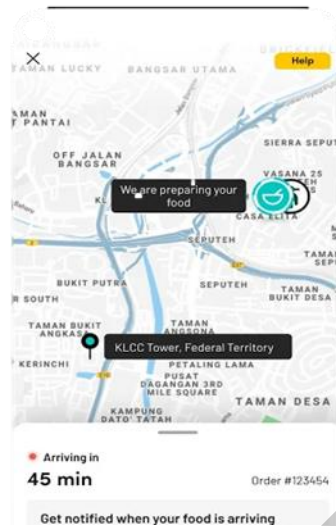 Help
TAMAN LUCKY
BANGSAR UTAMA
AMAN
T PANTAI
OFF JALAN
BANGSAR
SIERRA SEPUT
VASANA 25
We are preparing your
food
CASA ELITA
SEPUTEH
BUKIT PUTRA
SEPUTEH
TAMAN
BUKIT DESA
R SOUTH
TAMAN BUKIT
ANGKASA
TAMAN
ANGSONA
KLCC Tower, Federal Territory
KERINCHI
PETALING LAMA
PUSAT
DAGANGAN 3RD
MILE SQUARE
TAMAN DESA
KAMPUNG
DATO' TATAH
Arriving in
45 min
Order #123454
Get notified when your food is arriving